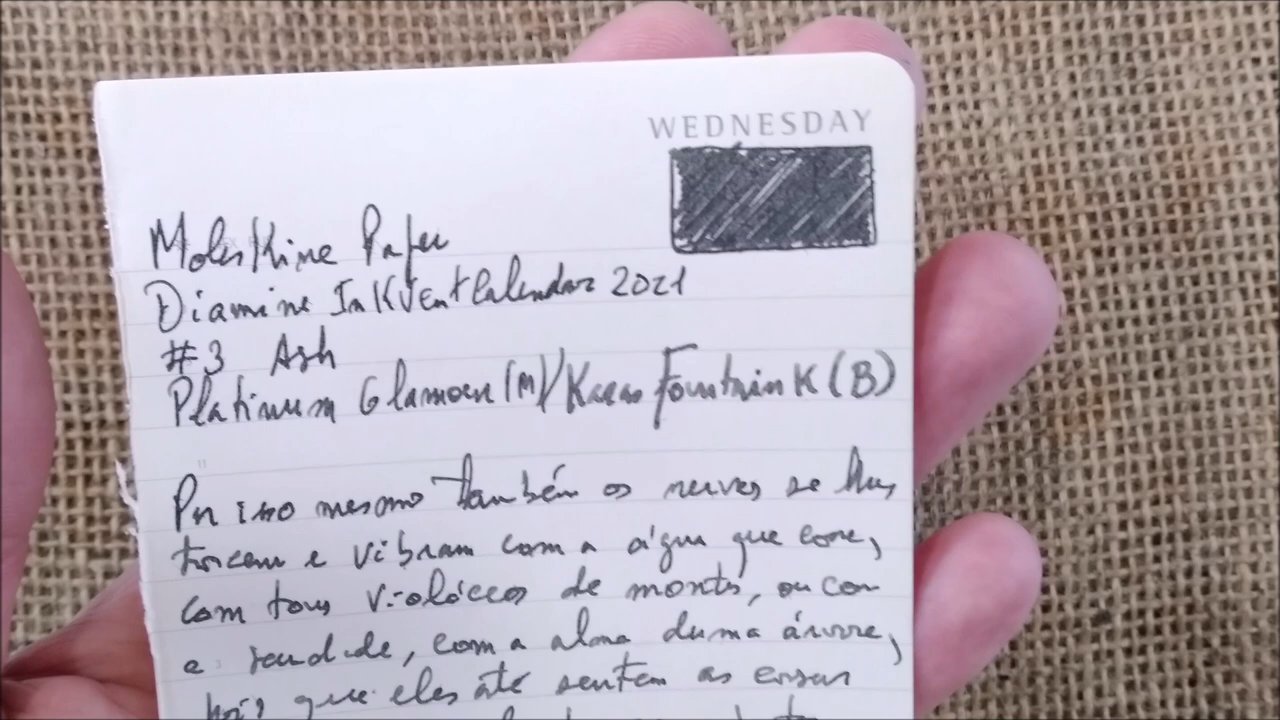 WEDNESDAY
Moleskine Paper
Diamine InKVent Calendar 2021
#3 Ash
Platinum Glamour (M)/Karas Fountain K (B)
Por isso mesmo também os nervos se lhes
torcem e vibram com a água que corre,
com tons violáceos de montes, ou com
a saudade, com a alma duma árvore,
pois que eles até sentem as coisas